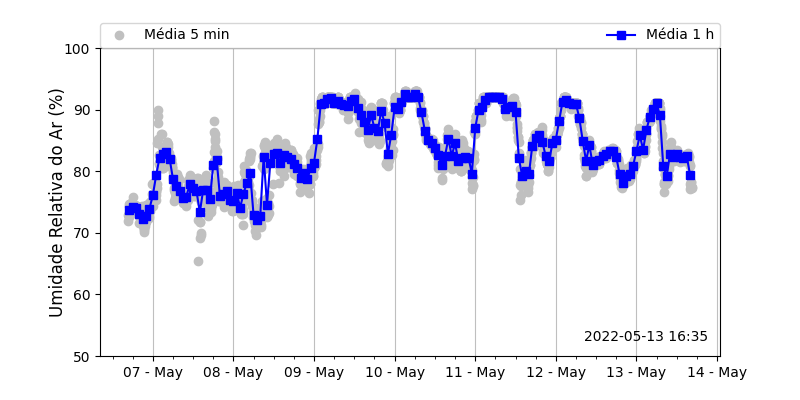 Média 5 min
Média 1 h
Umidade Relativa do Ar (%)
100
90
80
70
60
50
2022-05-13 16:35
07 - May
08 - May
09 - May
10 - May
11 - May
12 - May
13 - May
14 - May